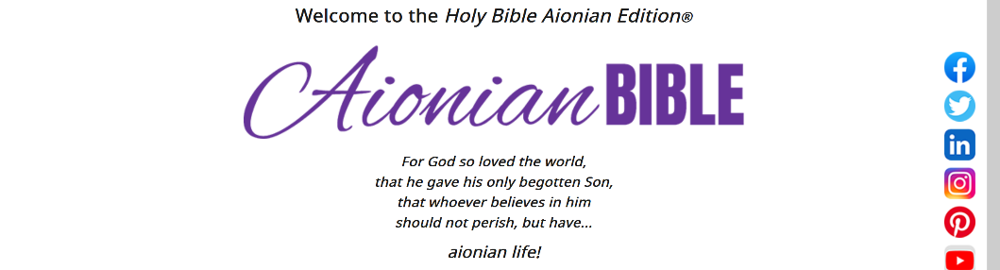 Welcome to the Holy Bible Aionian Edition®
Aionian BIBLE
For God so loved the world,
that he gave his only begotten Son,
that whoever believes in him
should not perish, but have...
aionian life!